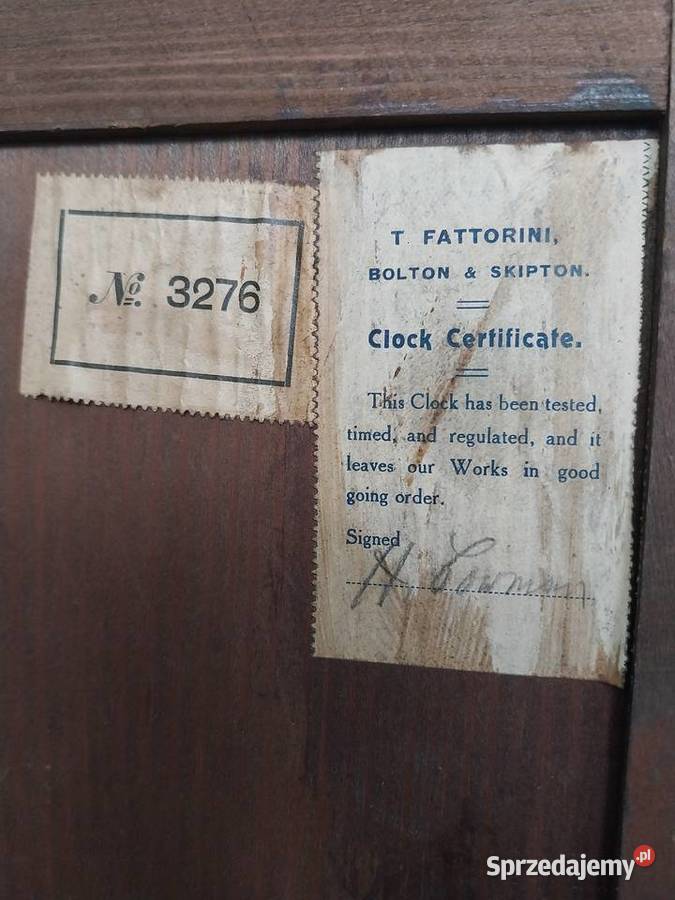 No. 3276
T. FATTORINI,
BOLTON & SKIPTON.
Clock Certificate.
This Clock has been tested,
timed, and regulated, and it
leaves our Works in good
going order.
Signed
H.
Sprzedajemy.pl